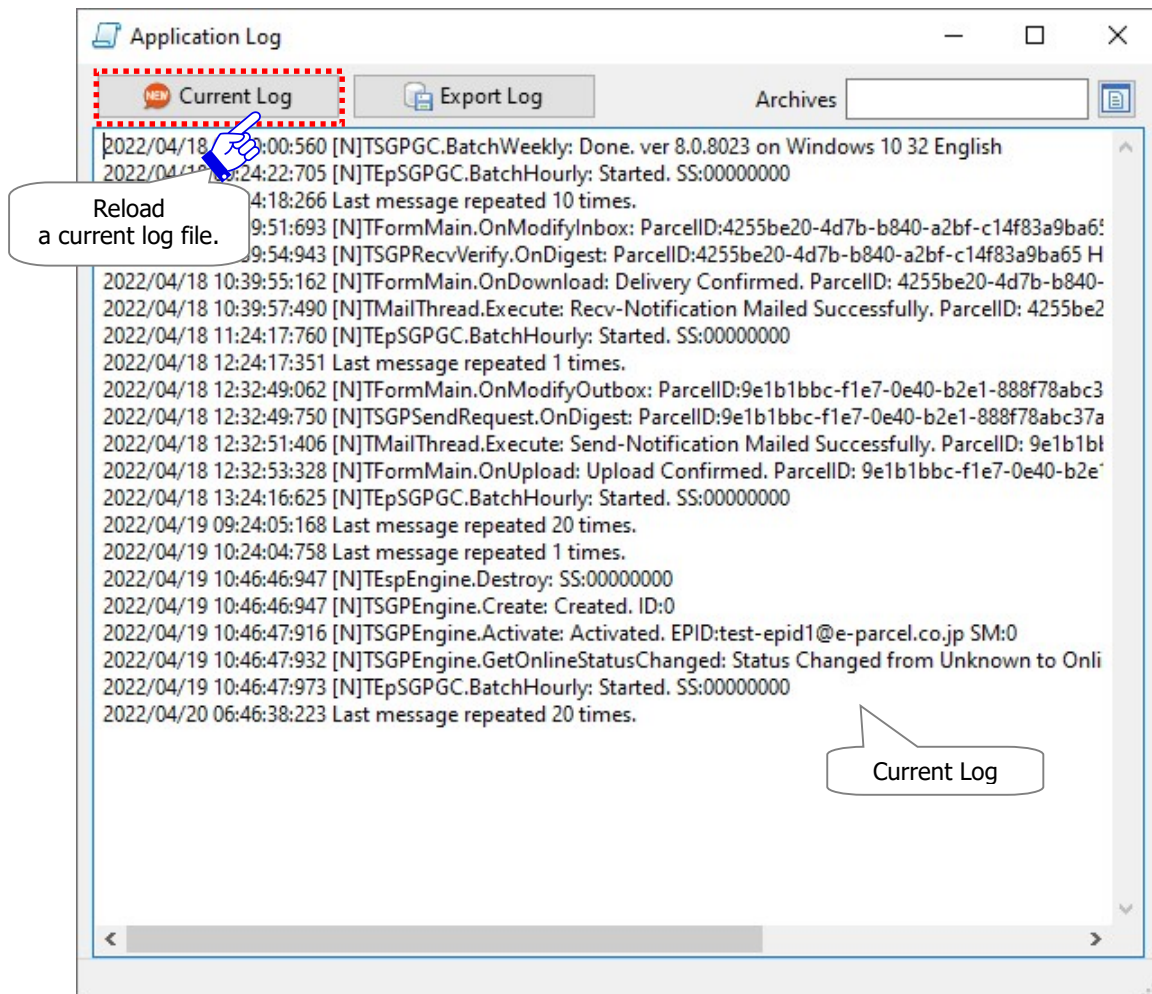 Application Log
NEW Current Log
Export Log
Archives
2022/04/18 :00:560 [N]TSGPGC.BatchWeekly: Done. ver 8.0.8023 on Windows 10 32 English
24:22:705 [N]TEpSGPGC.BatchHourly: Started. SS:00000000
4:18:266 Last message repeated 10 times.
9:51:693 [N]TFormMain.OnModifyInbox: ParcelID:4255be20-4d7b-b840-a2bf-c14f83a9ba65
9:54:943 [N]TSGPRecvVerify.OnDigest: ParcelID:4255be20-4d7b-b840-a2bf-c14f83a9ba65 H
2022/04/18 10:39:55:162 [N]TFormMain.OnDownload: Delivery Confirmed. ParcelID: 4255be20-4d7b-b840-
2022/04/18 10:39:57:490 [N]TMailThread.Execute: Recv-Notification Mailed Successfully. ParcelID: 4255be2
2022/04/18 11:24:17:760 [N]TEpSGPGC.BatchHourly: Started. SS:00000000
2022/04/18 12:24:17:351 Last message repeated 1 times.
2022/04/18 12:32:49:062 [N]TFormMain.OnModifyOutbox: ParcelID:9e1b1bbc-f1e7-0e40-b2e1-888f78abc3
2022/04/18 12:32:49:750 [N]TSGPSendRequest.OnDigest: ParcelID:9e1b1bbc-f1e7-0e40-b2e1-888f78abc37a
2022/04/18 12:32:51:406 [N]TMailThread.Execute: Send-Notification Mailed Successfully. ParcelID: 9e1b1b
2022/04/18 12:32:53:328 [N]TFormMain.OnUpload: Upload Confirmed. ParcelID: 9e1b1bbc-f1e7-0e40-b2e1
2022/04/18 13:24:16:625 [N]TEpSGPGC.BatchHourly: Started. SS:00000000
2022/04/19 09:24:05:168 Last message repeated 20 times.
2022/04/19 10:24:04:758 Last message repeated 1 times.
2022/04/19 10:46:46:947 [N]TEspEngine.Destroy: SS:00000000
2022/04/19 10:46:46:947 [N]TSGPEngine.Create: Created. ID:0
2022/04/19 10:46:47:916 [N]TSGPEngine.Activate: Activated. EPID:test-epid1@e-parcel.co.jp SM:0
2022/04/19 10:46:47:932 [N]TSGPEngine.GetOnlineStatusChanged: Status Changed from Unknown to Onli
2022/04/19 10:46:47:973 [N]TEpSGPGC.BatchHourly: Started. SS:00000000
2022/04/20 06:46:38:223 Last message repeated 20 times.
Reload
a current log file.
Current Log